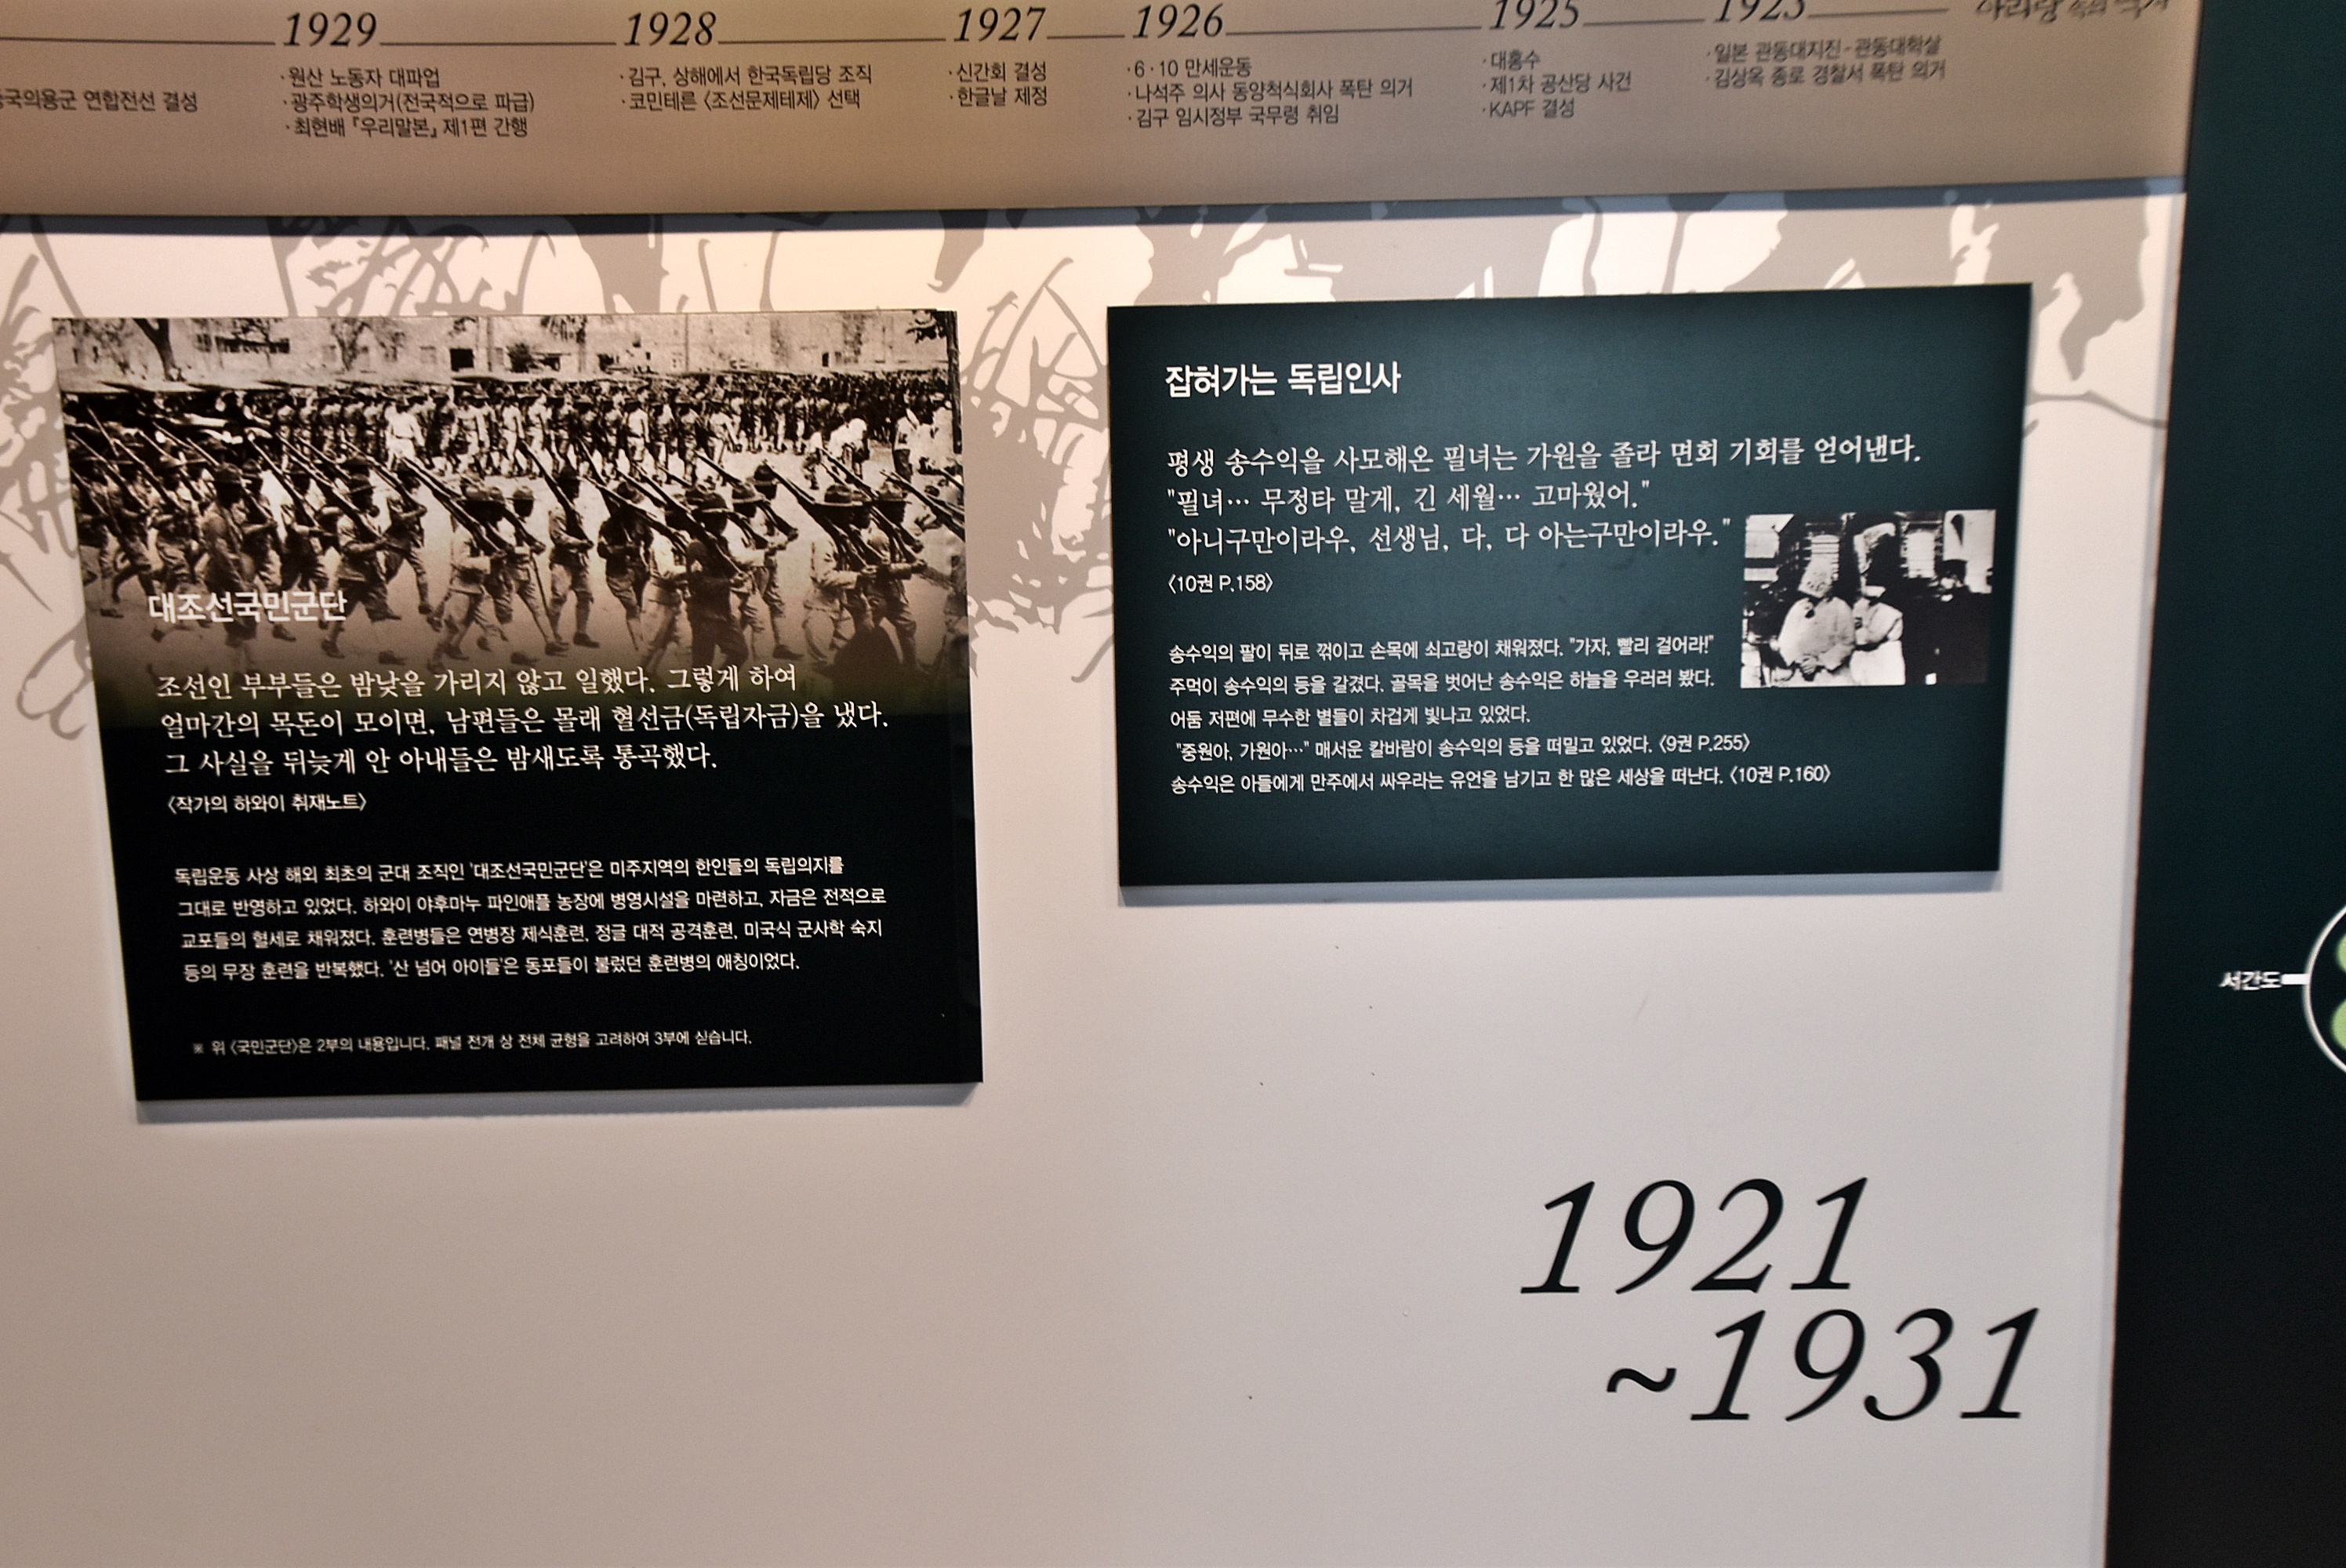 1929
·원산 노동자 대파업
·광주학생의거(전국적으로 파급)
·최현배『우리말본』제1편 간행
1928
·김구, 상해에서 한국독립당 조직
·코민테른〈조선문제테제〉선택
1927
·신간회 결성
·한글날 제정
1926
·6·10 만세운동
·나석주 의사 동양척식회사 폭탄 의거
·김구 임시정부 국무령 취임
1925
·대홍수
·제1차 공산당 사건
·KAPF 결성
1923
·일본 관동대지진-관동대학살
·김상옥 종로 경찰서 폭탄 의거
국의용군 연합전선 결성
대조선국민군단
조선인 부부들은 밤낮을 가리지 않고 일했다. 그렇게 하여
얼마간의 목돈이 모이면, 남편들은 몰래 혈선금(독립자금)을 냈다.
그 사실을 뒤늦게 안 아내들은 밤새도록 통곡했다.
〈작가의 하와이 취재노트〉
독립운동 사상 해외 최초의 군대 조직인 '대조선국민군단'은 미주지역의 한인들의 독립의지를
그대로 반영하고 있었다. 하와이 야후마누 파인애플 농장에 병영시설을 마련하고, 자금은 전적으로
교포들의 혈세로 채워졌다. 훈련병들은 연병장 제식훈련, 정글 대적 공격훈련, 미국식 군사학 숙지
등의 무장 훈련을 반복했다. '산 넘어 아이들'은 동포들이 불렀던 훈련병의 애칭이었다.
※ 위〈국민군단〉은 2부의 내용입니다. 패널 전개 상 전체 균형을 고려하여 3부에 싣습니다.
잡혀가는 독립인사
평생 송수익을 사모해온 필녀는 가원을 졸라 면회 기회를 얻어낸다.
"필녀… 무정타 말게, 긴 세월… 고마웠어."
"아니구만이라우, 선생님, 다, 다 아는구만이라우."
〈10권 P.158〉
송수익의 팔이 뒤로 꺾이고 손목에 쇠고랑이 채워졌다. "가자, 빨리 걸어라!"
주먹이 송수익의 등을 갈겼다. 골목을 벗어난 송수익은 하늘을 우러러 봤다.
어둠 저편에 무수한 별들이 차겁게 빛나고 있었다.
"중원아, 가원아…" 매서운 칼바람이 송수익의 등을 떠밀고 있었다. 〈9권 P.255〉
송수익은 아들에게 만주에서 싸우라는 유언을 남기고 한 많은 세상을 떠난다. 〈10권 P.160〉
1921
~1931
서간도